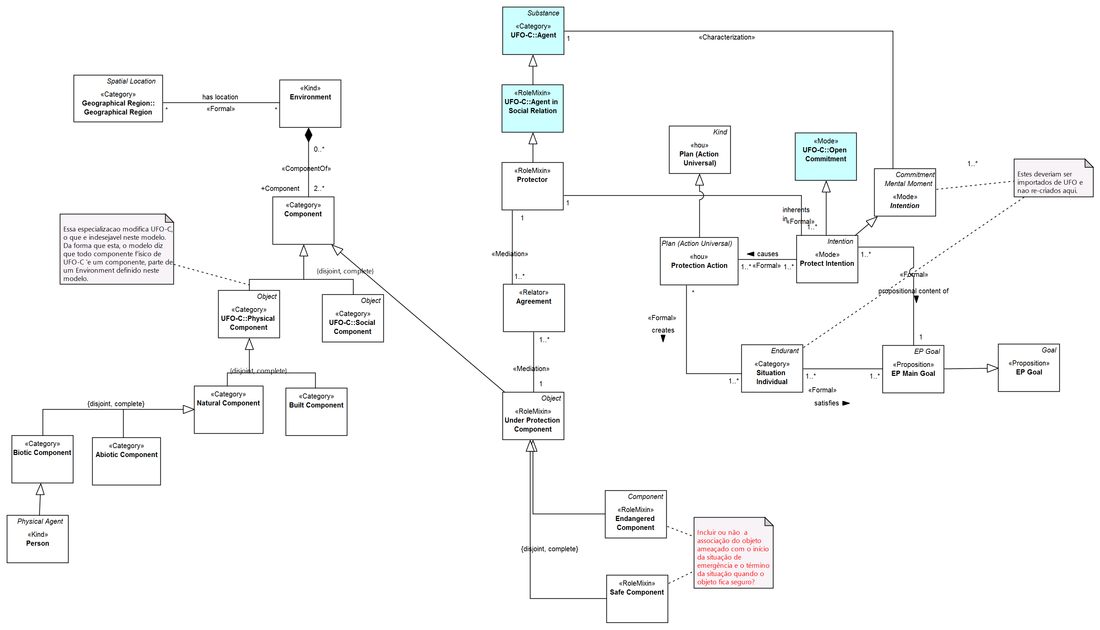 Substance
«Category»
UFO-C::Agent
1
«Characterization»
Spatial Location
«Category»
Geographical Region::
Geographical Region
has location
«Formal»
*
*
«Kind»
Environment
0..*
«ComponentOf»
+Component
2..*
«Category»
Component
«RoleMixin»
UFO-C::Agent in
Social Relation
«RoleMixin»
Protector
1
1
Kind
«hou»
Plan (Action
Universal)
«Mode»
UFO-C::Open
Commitment
Commitment
Mental Moment
«Mode»
Intention
1..*
Estes deveriam ser
importados de UFO e
nao re-criados aqui.
inherents
in
«Formal»
1..*
Essa especializacao modifica UFO-C,
o que e indesejavel neste modelo.
Da forma que esta, o modelo diz
que todo componente físico de
UFO-C 'e um componente, parte de
um Environment definido neste
modelo.
{disjoint, complete}
Object
«Category»
UFO-C::Physical
Component
Object
«Category»
UFO-C::Social
Component
«Mediation»
1..*
«Relator»
Agreement
1..*
«Mediation»
1
Plan (Action Universal)
«hou»
Protection Action
causes
1..*
«Formal»
1..*
Intention
«Mode»
Protect Intention
1..*
«Formal»
propositional content of
1
*
«Formal»
creates
1..*
Endurant
«Category»
Situation
Individual
1..*
1..*
«Formal»
satisfies
EP Goal
«Proposition»
EP Main Goal
Goal
«Proposition»
EP Goal
{disjoint, complete}
«Category»
Natural Component
«Category»
Built Component
{disjoint, complete}
«Category»
Biotic Component
«Category»
Abiotic Component
Physical Agent
«Kind»
Person
Object
«RoleMixin»
Under Protection
Component
Component
«RoleMixin»
Endangered
Component
{disjoint, complete}
«RoleMixin»
Safe Component
Incluir ou não a
associação do objeto
ameaçado com o início
da situação de
emergência e o término
da situação quando o
objeto fica seguro?